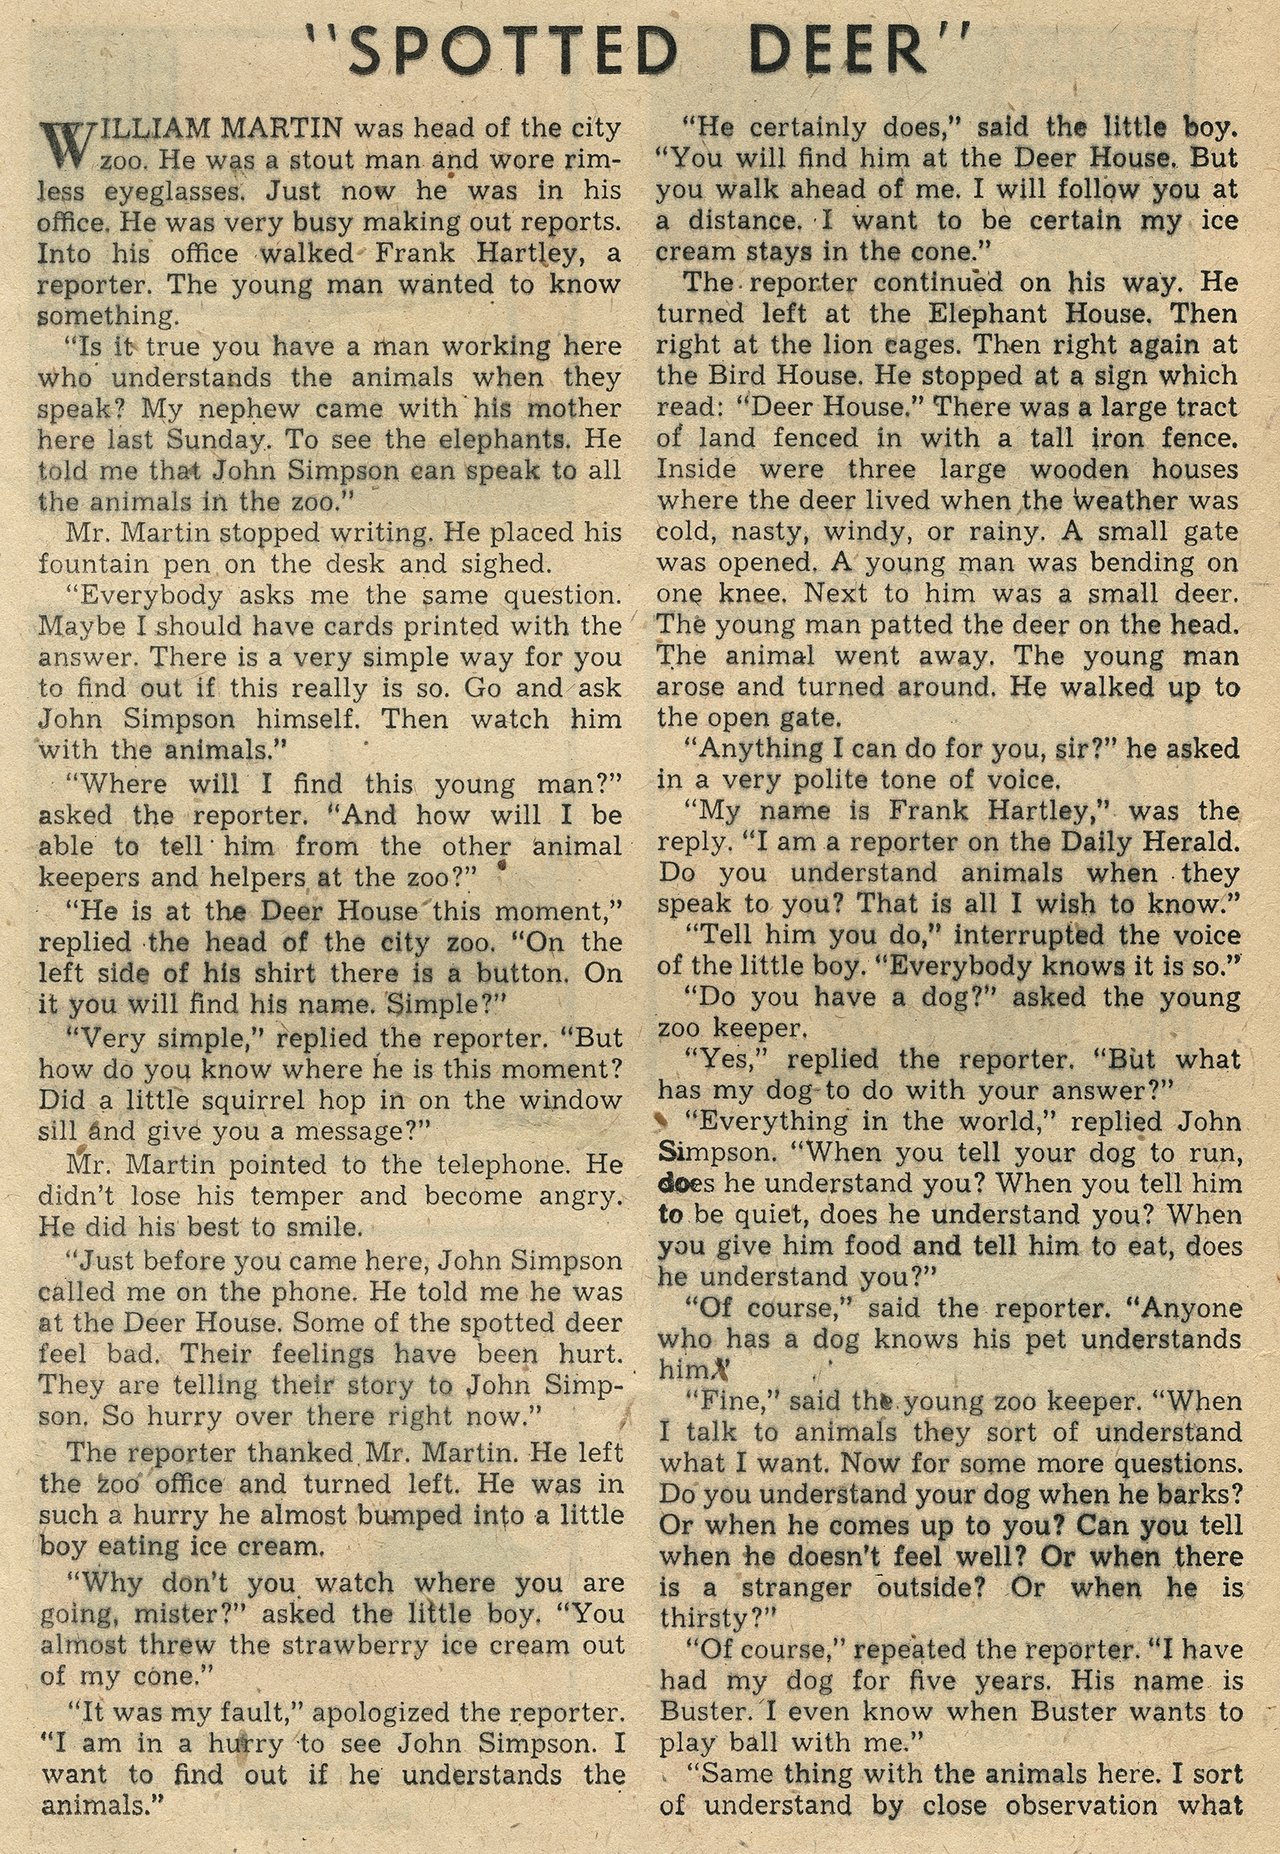 "SPOTTED DEER"
WILLIAM MARTIN was head of the city
zoo. He was a stout man and wore rim-
less eyeglasses. Just now he was in his
office. He was very busy making out reports.
Into his office walked Frank Hartley, a
reporter. The young man wanted to know
something.
"Is it true you have a man working here
who understands the animals when they
speak? My nephew came with his mother
here last Sunday. To see the elephants. He
told me that John Simpson can speak to all
the animals in the zoo."
Mr. Martin stopped writing. He placed his
fountain pen on the desk and sighed.
"Everybody asks me the same question.
Maybe I should have cards printed with the
answer. There is a very simple way for you
to find out if this really is so. Go and ask
John Simpson himself. Then watch him
with the animals."
"Where will I find this young man?"
asked the reporter. "And how will I be
able to tell him from the other animal
keepers and helpers at the zoo?"
"He is at the Deer House this moment,"
replied the head of the city zoo. "On the
left side of his shirt there is a button. On
it you will find his name. Simple?"
"Very simple," replied the reporter. "But
how do you know where he is this moment?
Did a little squirrel hop in on the window
sill and give you a message?"
Mr. Martin pointed to the telephone. He
didn't lose his temper and become angry.
He did his best to smile.
"Just before you came here, John Simpson
called me on the phone. He told me he was
at the Deer House. Some of the spotted deer
feel bad. Their feelings have been hurt.
They are telling their story to John Simp-
son. So hurry over there right now."
The reporter thanked Mr. Martin. He left
the zoo office and turned left. He was in
such a hurry he almost bumped into a little
boy eating ice cream.
"Why don't you watch where you are
going, mister?" asked the little boy. "You
almost threw the strawberry ice cream out
of my cone."
"It was my fault," apologized the reporter.
"I am in a hurry to see John Simpson. I
want to find out if he understands the
animals."
"He certainly does," said the little boy.
"You will find him at the Deer House. But
you walk ahead of me. I will follow you at
a distance. I want to be certain my ice
cream stays in the cone."
The reporter continued on his way. He
turned left at the Elephant House. Then
right at the lion cages. Then right again at
the Bird House. He stopped at a sign which
read: "Deer House." There was a large tract
of land fenced in with a tall iron fence.
Inside were three large wooden houses
where the deer lived when the weather was
cold, nasty, windy, or rainy. A small gate
was opened. A young man was bending on
one knee. Next to him was a small deer.
The young man patted the deer on the head.
The animal went away. The young man
arose and turned around. He walked up to
the open gate.
"Anything I can do for you, sir?" he asked
in a very polite tone of voice.
"My name is Frank Hartley," was the
reply. "I am a reporter on the Daily Herald.
Do you understand animals when they
speak to you? That is all I wish to know."
"Tell him you do," interrupted the voice
of the little boy. "Everybody knows it is so."
"Do you have a dog?" asked the young
zoo keeper.
"Yes," replied the reporter. "But what
has my dog to do with your answer?"
"Everything in the world," replied John
Simpson. "When you tell your dog to run,
does he understand you? When you tell him
to be quiet, does he understand you? When
you give him food and tell him to eat, does
he understand you?"
"Of course," said the reporter. "Anyone
who has a dog knows his pet understands
him."
"Fine," said the young zoo keeper. "When
I talk to animals they sort of understand
what I want. Now for some more questions.
Do you understand your dog when he barks?
Or when he comes up to you? Can you tell
when he doesn't feel well? Or when there
is a stranger outside? Or when he is
thirsty?"
"Of course," repeated the reporter. "I have
had my dog for five years. His name is
Buster. I even know when Buster wants to
play ball with me."
"Same thing with the animals here. I sort
of understand by close observation what